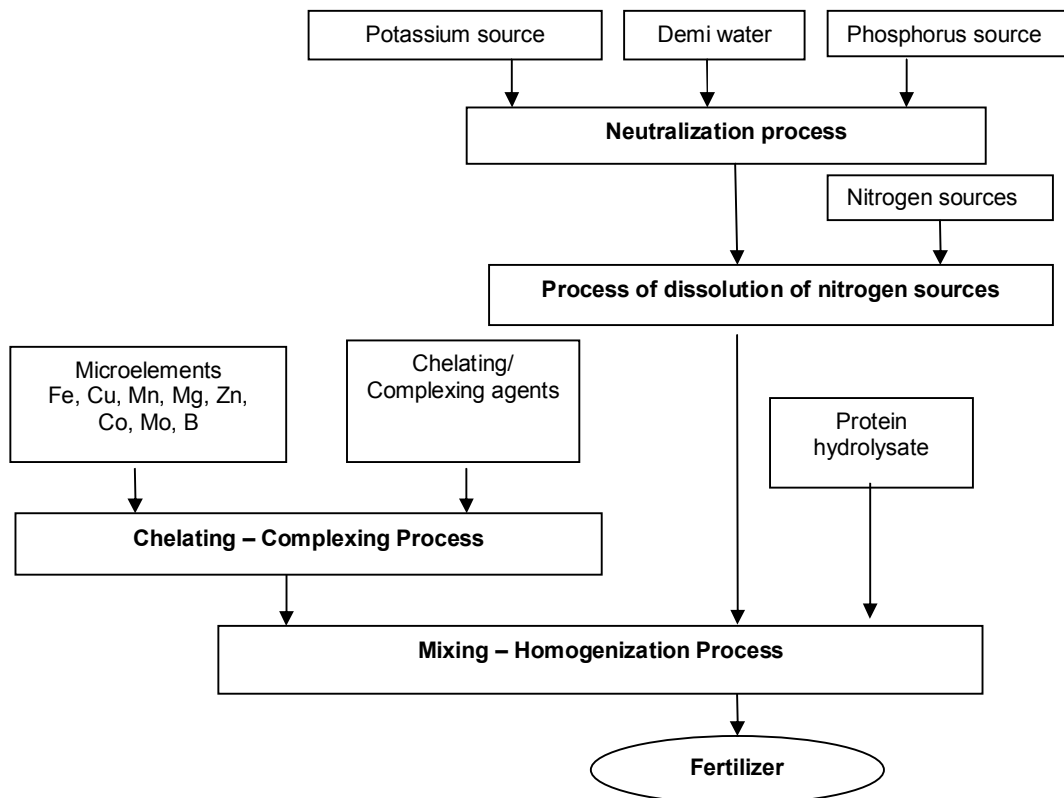 Potassium source
Demi water
Phosphorus source
Neutralization process
Nitrogen sources
Process of dissolution of nitrogen sources
Microelements
Fe, Cu, Mn, Mg, Zn,
Co, Mo, B
Chelating/
Complexing agents
Protein
hydrolysate
Chelating – Complexing Process
Mixing – Homogenization Process
Fertilizer